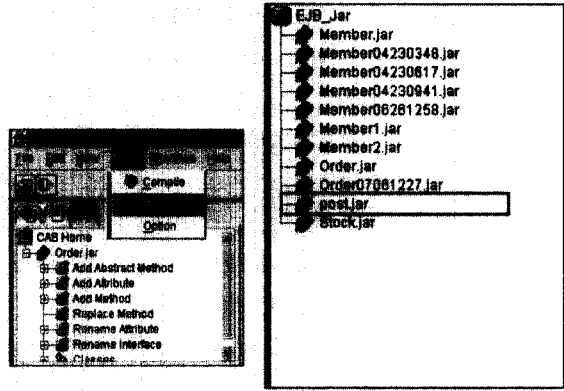 Compile
Option
CAB Home
Order.jar
Add Abstract Method
Add Attribute
Add Method
Replace Method
Rename Attribute
Rename Interface
Classes
EJB_Jar
Member.jar
Member04230348.jar
Member04230617.jar
Member04230941.jar
Member06261258.jar
Member1.jar
Member2.jar
Order.jar
Order07061227.jar
post.jar
Stock.jar